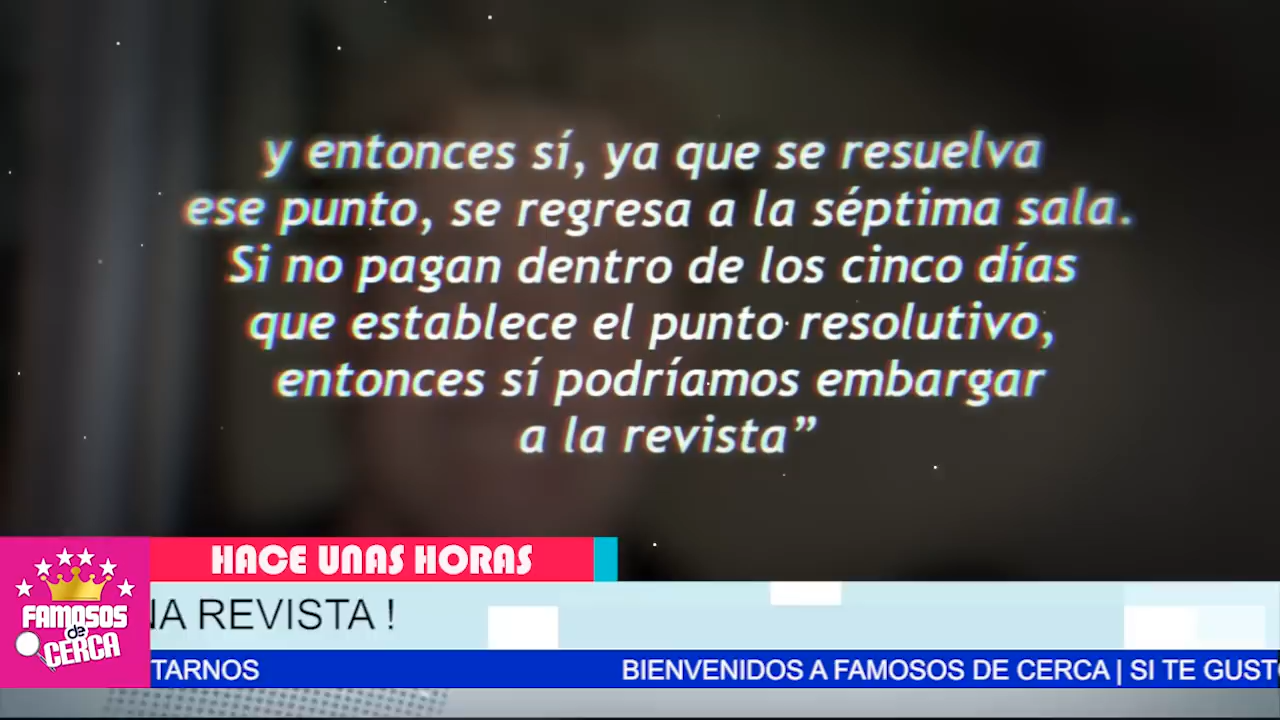 y entonces sí, ya que se resuelva
ese punto, se regresa a la séptima sala.
Si no pagan dentro de los cinco días
que establece el punto resolutivo,
entonces sí podríamos embargar
a la revista”
HACE UNAS HORAS
NA REVISTA !
FAMOSOS
de
CERCA
TARNOS
BIENVENIDOS A FAMOSOS DE CERCA | SI TE GUSTO